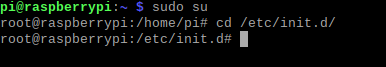 pi@raspberrypi:~ $ sudo su
root@raspberrypi:/home/pi# cd /etc/init.d/
root@raspberrypi:/etc/init.d#